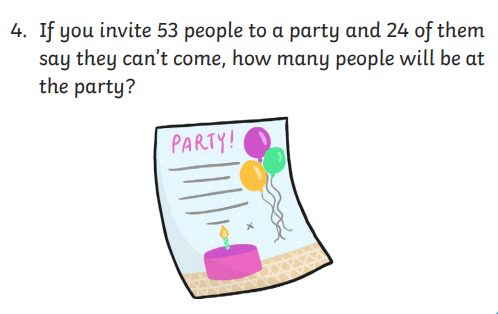 4. If you invite 53 people to a party and 24 of them
say they can't come, how many people will be at
the party?
PARTY!
x